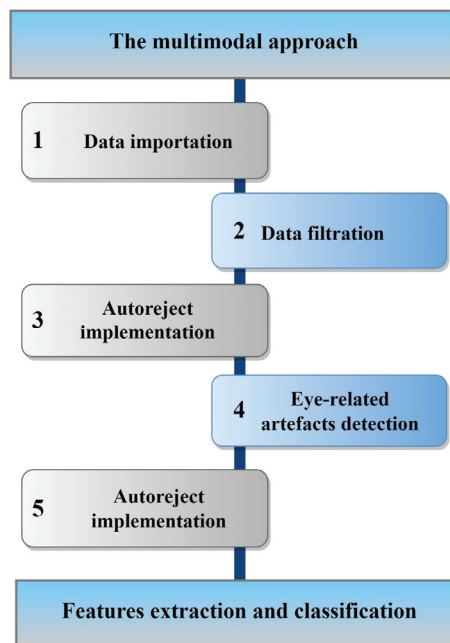 The multimodal approach
1 Data importation
2 Data filtration
3 Autoreject
implementation
4 Eye-related
artefacts detection
5 Autoreject
implementation
Features extraction and classification